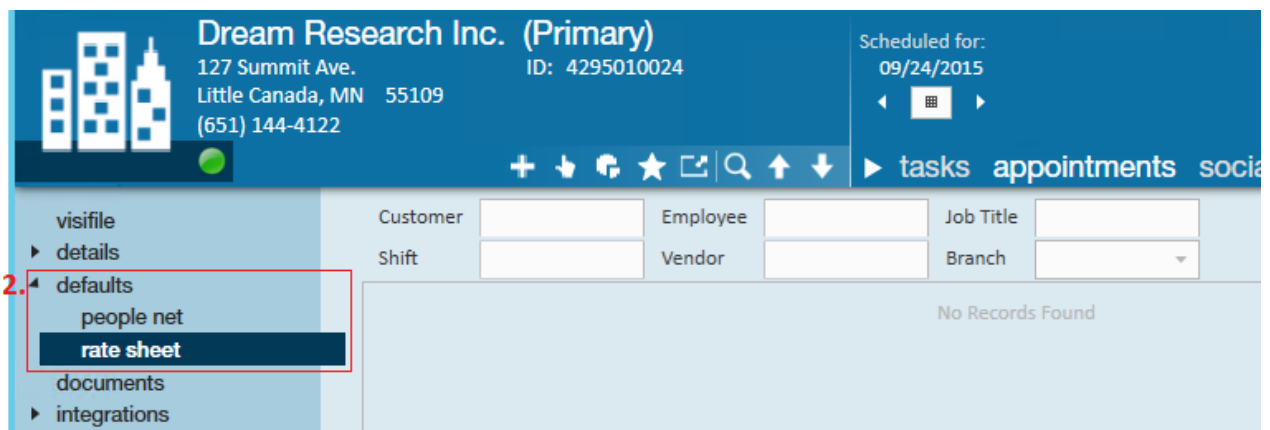 Dream Research Inc. (Primary)
127 Summit Ave. ID: 4295010024
Little Canada, MN 55109
(651) 144-4122
Scheduled for:
09/24/2015
tasks appointments socia
visifile
details
2. defaults
people net
rate sheet
documents
integrations
Customer Employee Job Title
Shift Vendor Branch
No Records Found